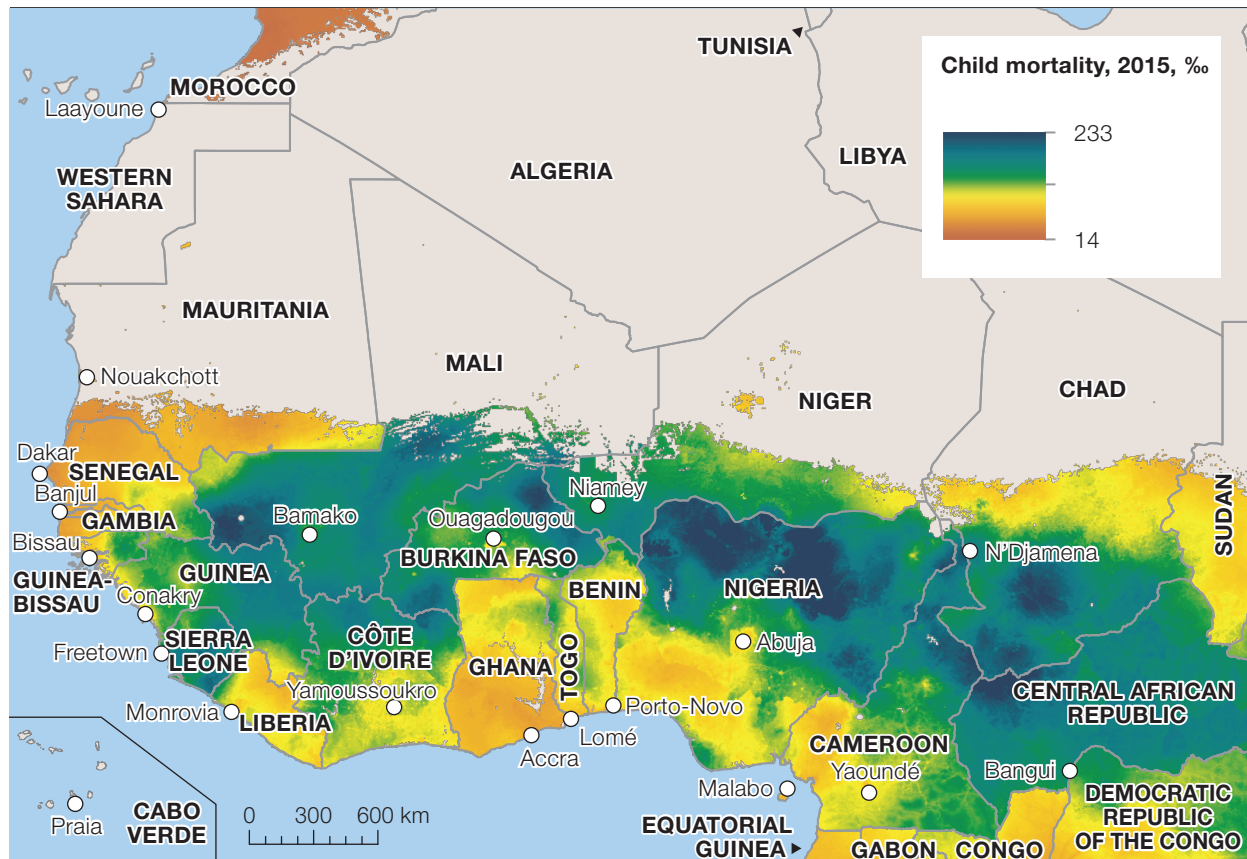 TUNISIA
Child mortality, 2015, ‰
233
14
MOROCCO
Laayoune
WESTERN
SAHARA
ALGERIA
LIBYA
MAURITANIA
Nouakchott
MALI
NIGER
CHAD
SUDAN
Dakar
SENEGAL
Banjul
GAMBIA
Bissau
GUINEA-
BISSAU
GUINEA
Conakry
Bamako
Ouagadougou
BURKINA FASO
Niamey
BENIN
NIGERIA
N'Djamena
Freetown
SIERRA
LEONE
CÔTE
D'IVOIRE
Yamoussoukro
GHANA
TOGO
Abuja
Monrovia
LIBERIA
Porto-Novo
Lomé
Accra
CENTRAL AFRICAN
REPUBLIC
CAMEROON
Yaoundé
Bangui
Malabo
DEMOCRATIC
REPUBLIC
OF THE CONGO
EQUATORIAL
GUINEA
GABON
CONGO
Praia
CABO
VERDE
0 300 600 km